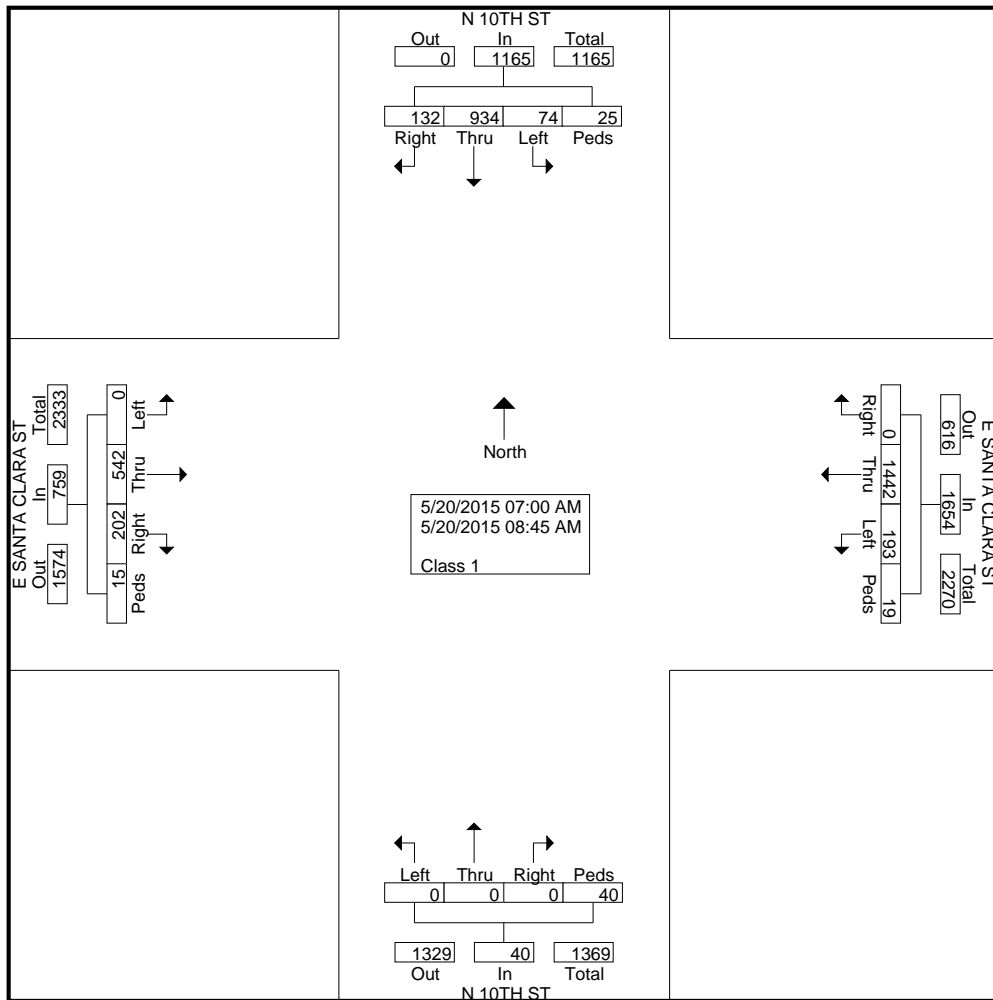 N 10TH ST
Out In Total
0 1165 1165
132 934 74 25
Right Thru Left Peds
E SANTA CLARA ST
Total In Out
2333 759 1574
0 542 202 15
Left Thru Right Peds
North
5/20/2015 07:00 AM
5/20/2015 08:45 AM
Class 1
Right Thru Left Peds
0 1442 193 19
616 1654 2270
Out In Total
E SANTA CLARA ST
Left Thru Right Peds
0 0 0 40
1329 40 1369
Out In Total
N 10TH ST